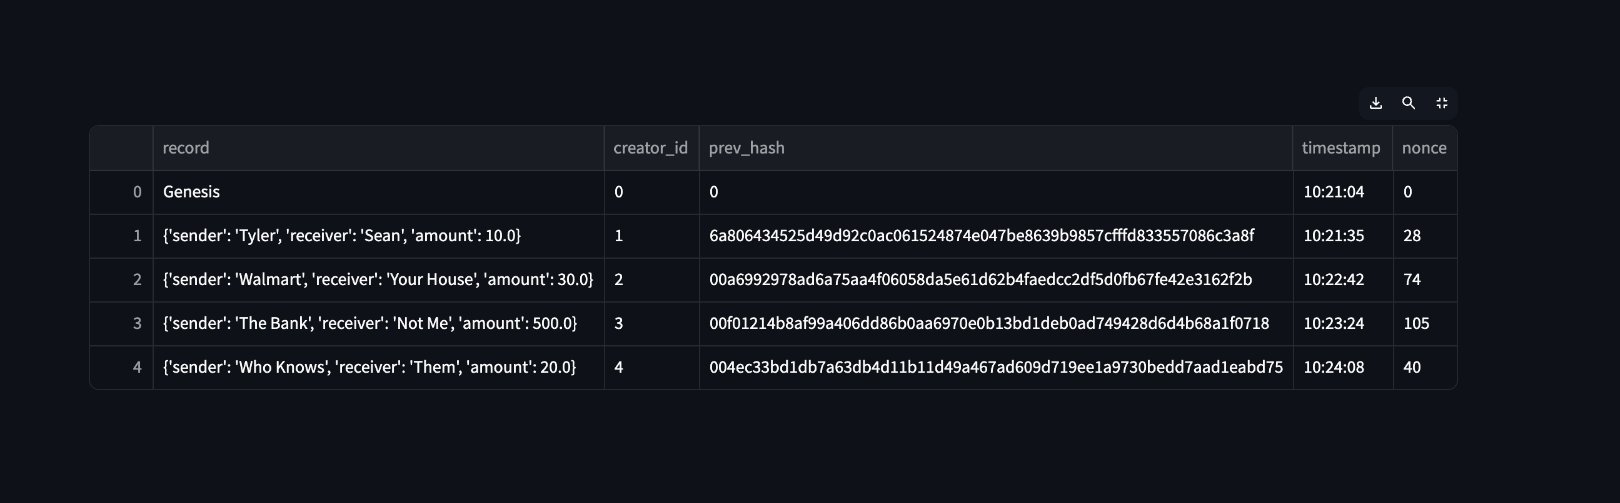 record creator_id prev_hash timestamp nonce
0 Genesis 0 0 10:21:04 0
1 {'sender': 'Tyler', 'receiver': 'Sean', 'amount': 10.0} 1 6a806434525d49d92c0ac061524874e047be8639b9857cfffd833557086c3a8f 10:21:35 28
2 {'sender': 'Walmart', 'receiver': 'Your House', 'amount': 30.0} 2 00a6992978ad6a75aa4f06058da5e61d62b4faedcc2df5d0fb67fe42e3162f2b 10:22:42 74
3 {'sender': 'The Bank', 'receiver': 'Not Me', 'amount': 500.0} 3 00f01214b8af99a406dd86b0aa6970e0b13bd1deb0ad749428d6d4b68a1f0718 10:23:24 105
4 {'sender': 'Who Knows', 'receiver': 'Them', 'amount': 20.0} 4 004ec33bd1db7a63db4d11b11d49a467ad609d719ee1a9730bedd7aad1eabd75 10:24:08 40